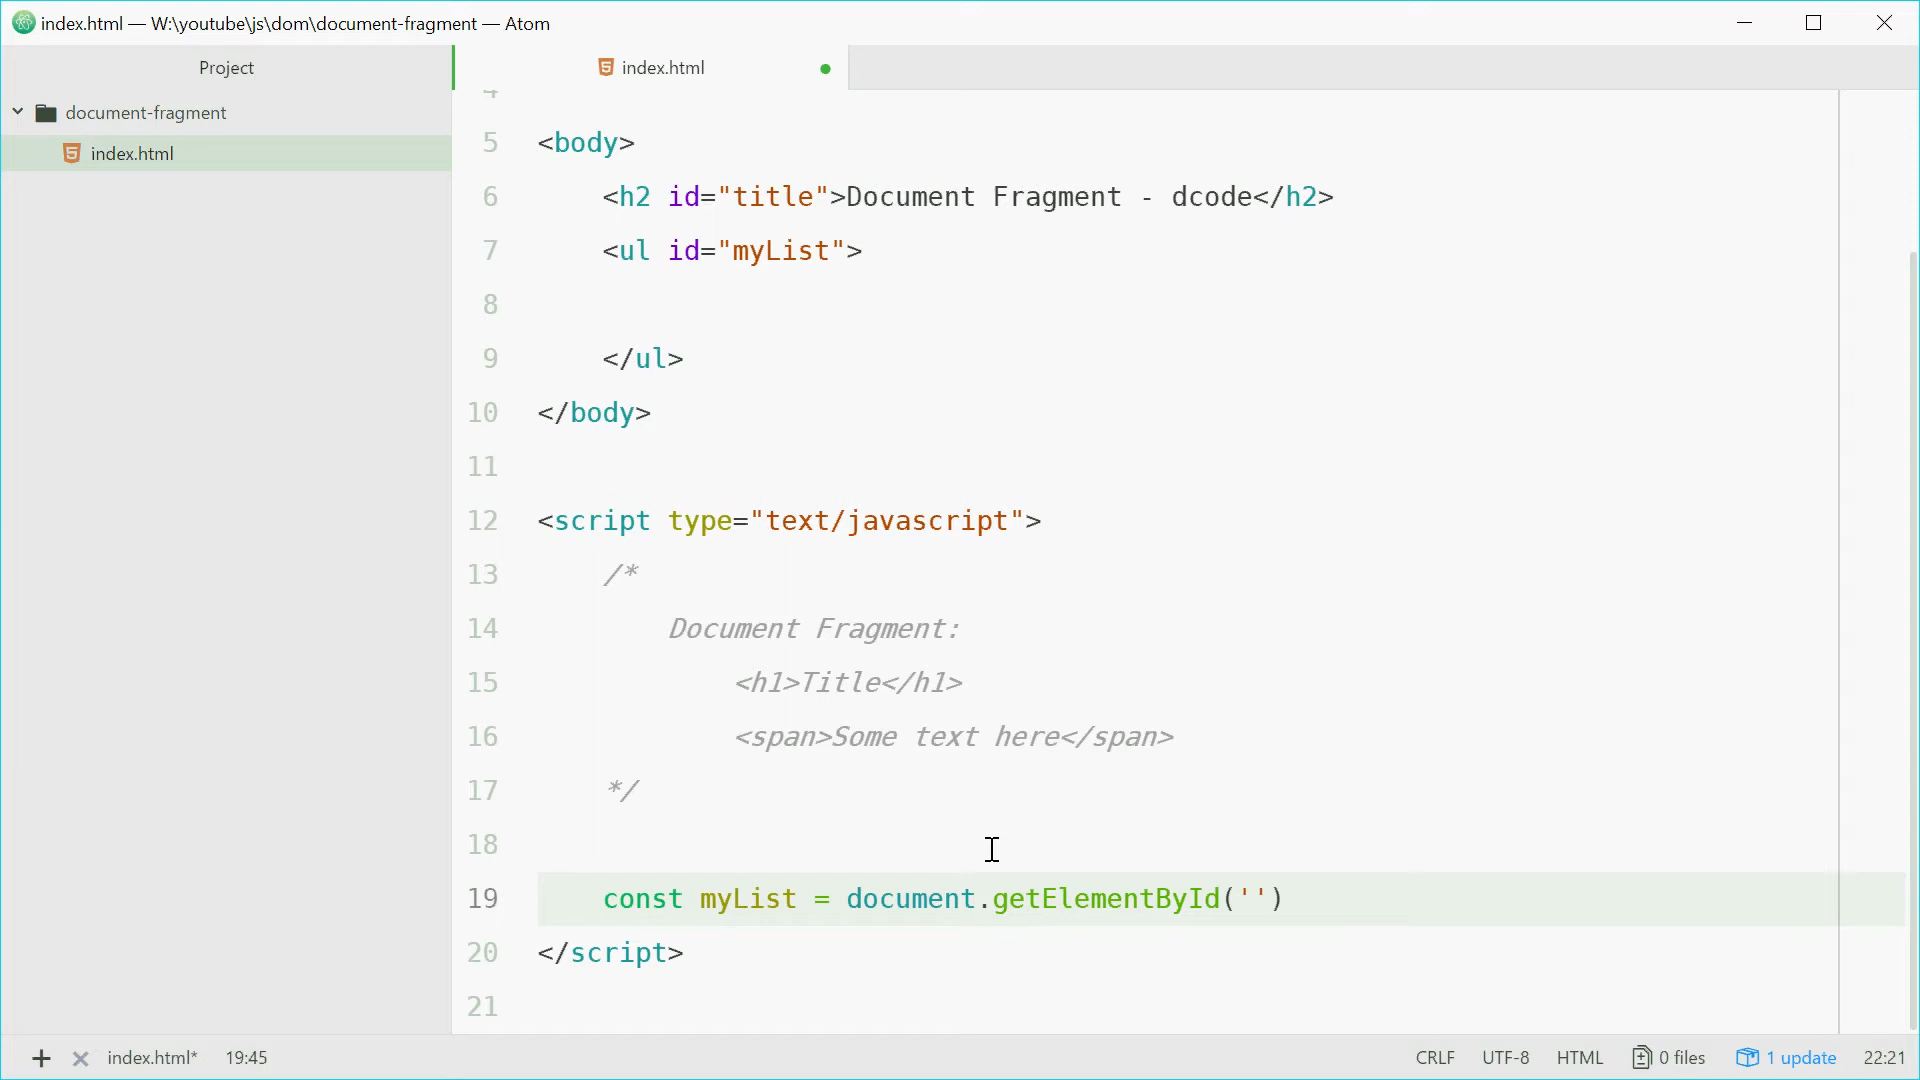 index.html — W:\youtube\js\dom\document-fragment — Atom
Project
index.html
document-fragment
index.html
4
5 <body>
6 <h2 id="title">Document Fragment - dcode</h2>
7 <ul id="myList">
8
9 </ul>
10 </body>
11
12 <script type="text/javascript">
13 /*
14 Document Fragment:
15 <h1>Title</h1>
16 <span>Some text here</span>
17 */
18
19 const myList = document.getElementById('')
20 </script>
21
index.html* 19:45 CRLF UTF-8 HTML 0 files 1 update 22:21